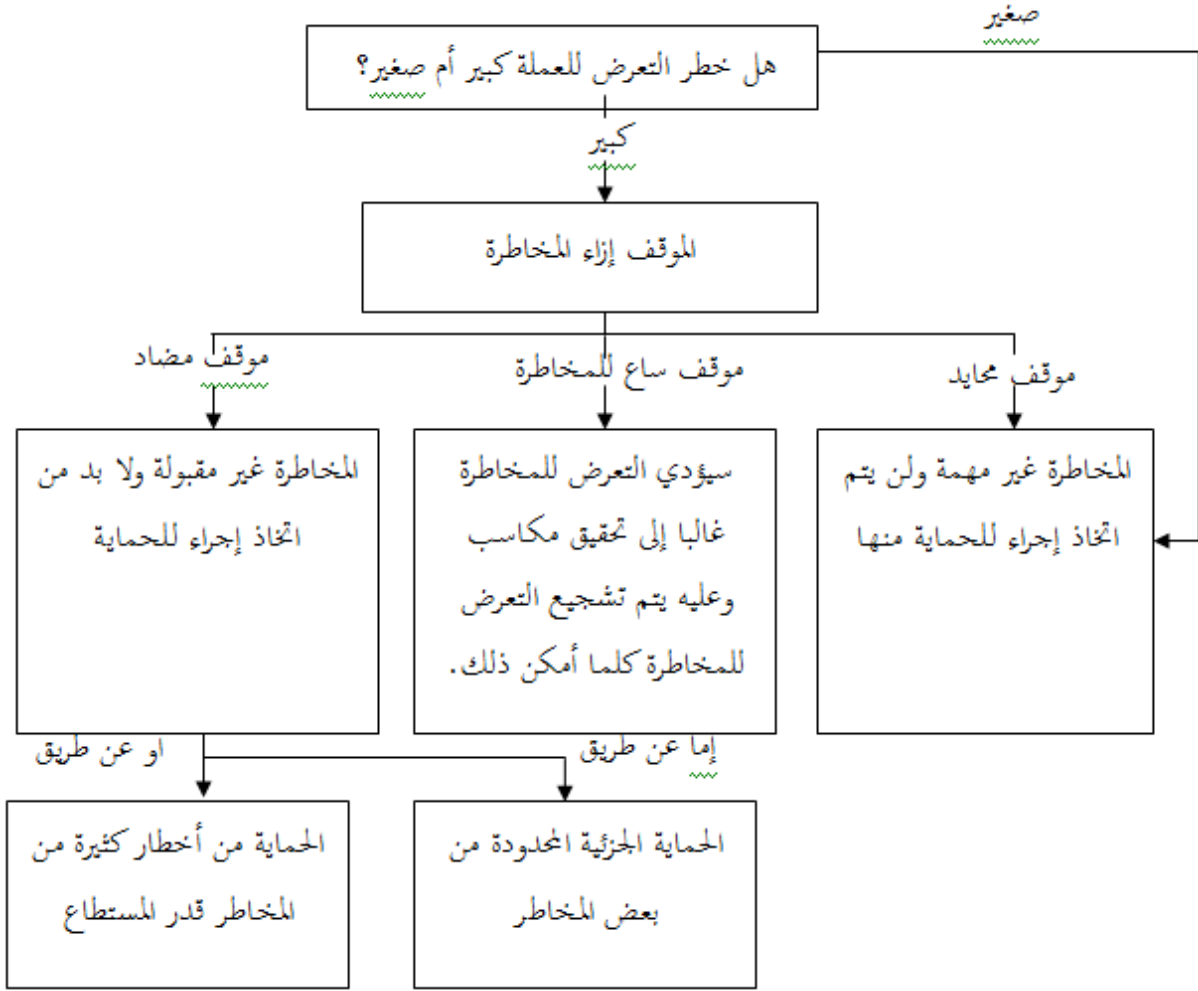 صغير
هل خطر التعرض للعملة كبير أم صغير؟
كبير
الموقف إزاء المخاطرة
موقف محايد
موقف ساع للمخاطرة
موقف مضاد
المخاطرة غير مهمة ولن يتم
اتخاذ إجراء للحماية منها
سيؤدي التعرض للمخاطرة
غالبا إلى تحقيق مكاسب
وعليه يتم تشجيع التعرض
للمخاطرة كلما أمكن ذلك.
المخاطرة غير مقبولة ولا بد من
اتخاذ إجراء للحماية
إما عن طريق
او عن طريق
الحماية الجزئية المحدودة من
بعض المخاطر
الحماية من أخطار كثيرة من
المخاطر قدر المستطاع